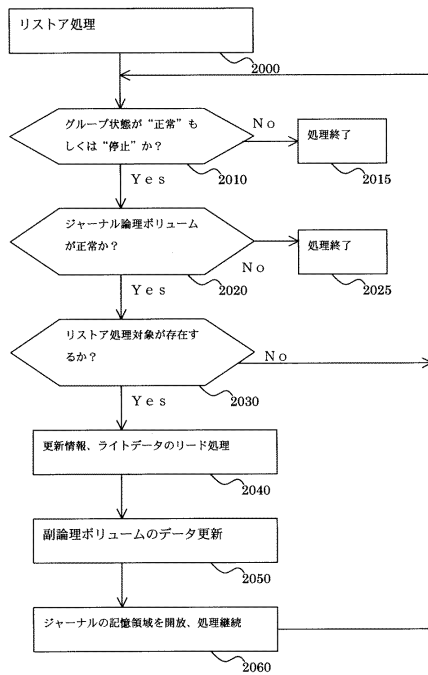 リストア処理
2000
グループ状態が“正常”も
しくは“停止”か？
No
2010
処理終了
2015
Yes
ジャーナル論理ボリューム
が正常か？
No
2020
処理終了
2025
Yes
リストア処理対象が存在す
るか？
No
2030
Yes
更新情報、ライトデータのリード処理
2040
副論理ボリュームのデータ更新
2050
ジャーナルの記憶領域を開放、処理継続
2060